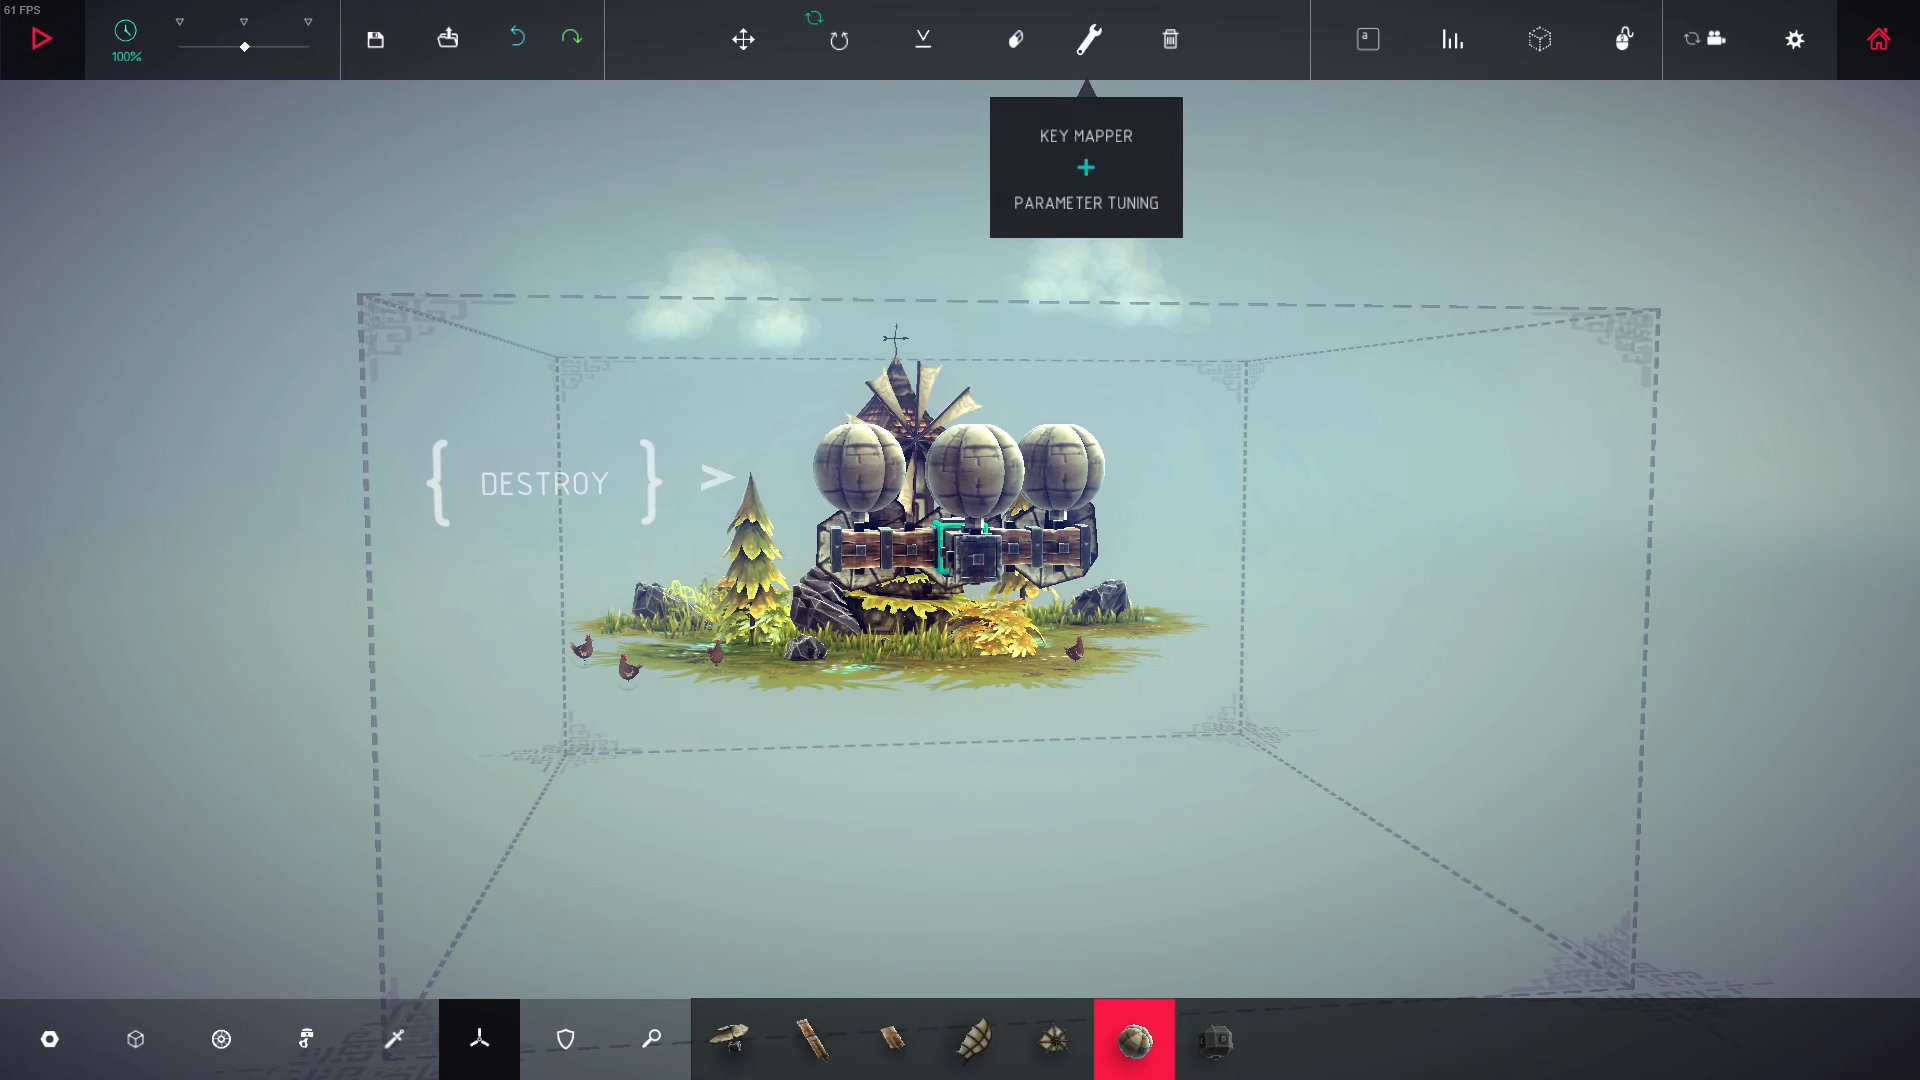 61 FPS
100%
a
KEY MAPPER
+
PARAMETER TUNING
{ DESTROY } >